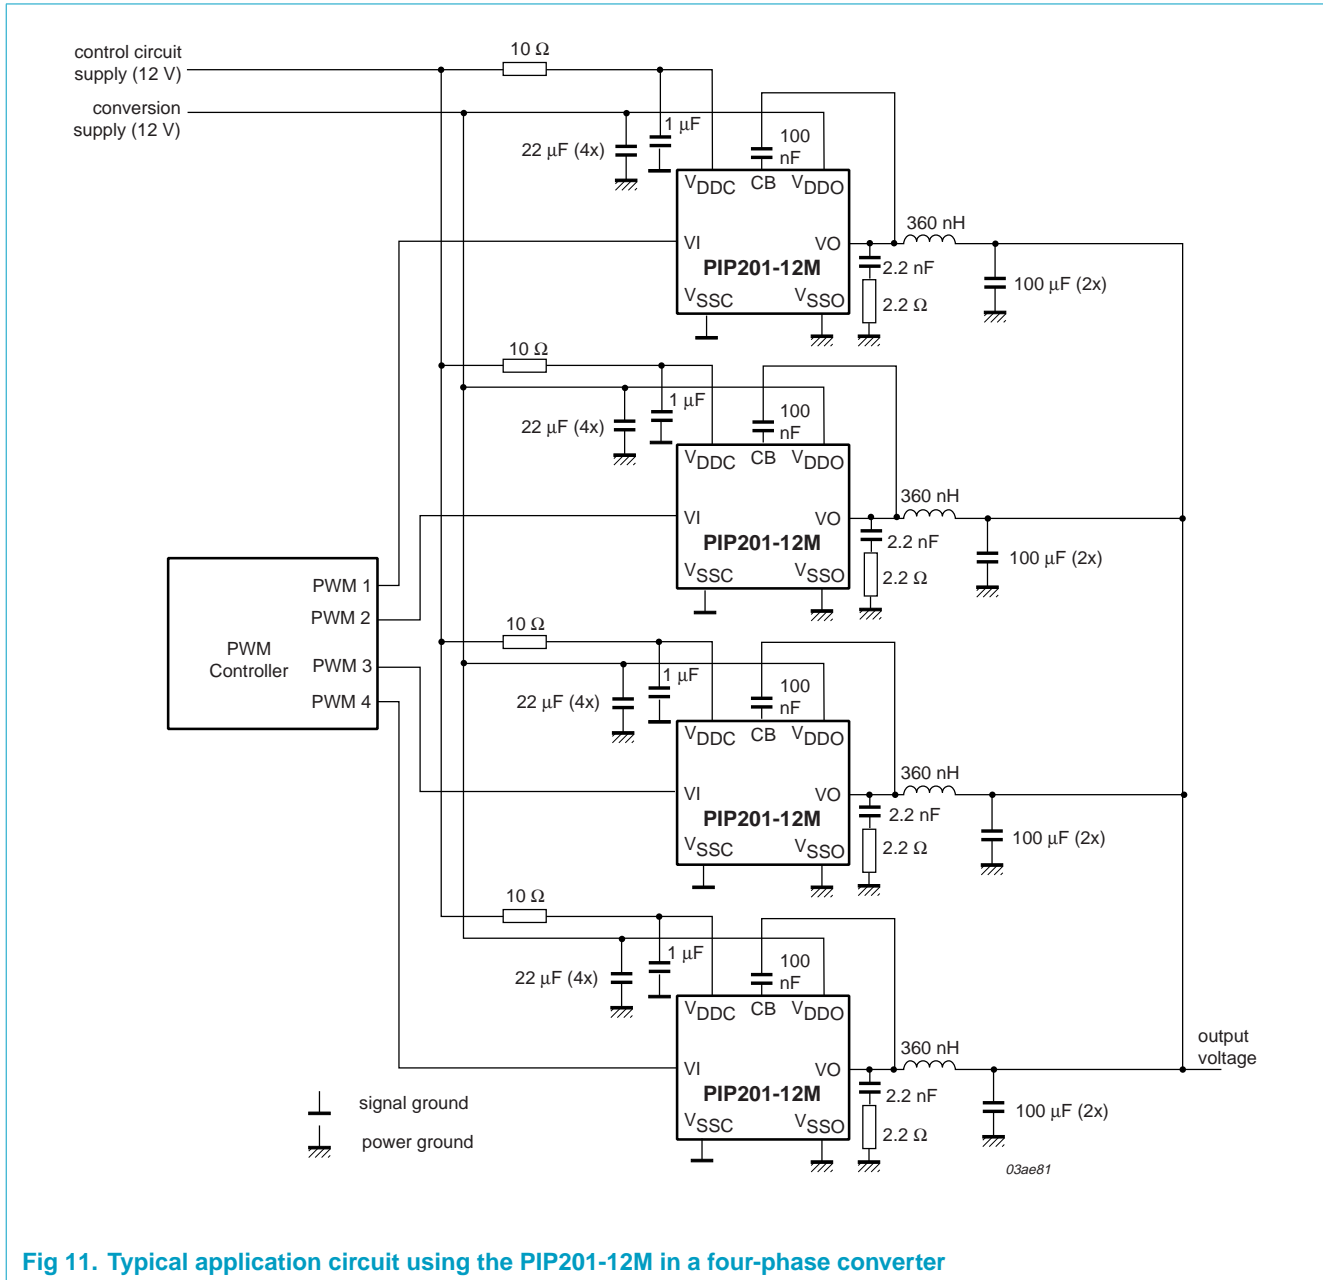 control circuit
supply (12 V)
10 Ω
conversion
supply (12 V)
22 μF (4x)
1 μF
100
nF
VDDC
CB
VDDO
360 nH
VI
VO
PIP201-12M
2.2 nF
100 μF (2x)
VSSC
VSSO
2.2 Ω
10 Ω
22 μF (4x)
1 μF
100
nF
VDDC
CB
VDDO
360 nH
VI
VO
PIP201-12M
2.2 nF
100 μF (2x)
VSSC
VSSO
2.2 Ω
PWM
Controller
PWM 1
PWM 2
PWM 3
PWM 4
10 Ω
22 μF (4x)
1 μF
100
nF
VDDC
CB
VDDO
360 nH
VI
VO
PIP201-12M
2.2 nF
100 μF (2x)
VSSC
VSSO
2.2 Ω
10 Ω
22 μF (4x)
1 μF
100
nF
VDDC
CB
VDDO
360 nH
VI
VO
PIP201-12M
2.2 nF
100 μF (2x)
VSSC
VSSO
2.2 Ω
output
voltage
signal ground
power ground
03ae81
Fig 11. Typical application circuit using the PIP201-12M in a four-phase converter